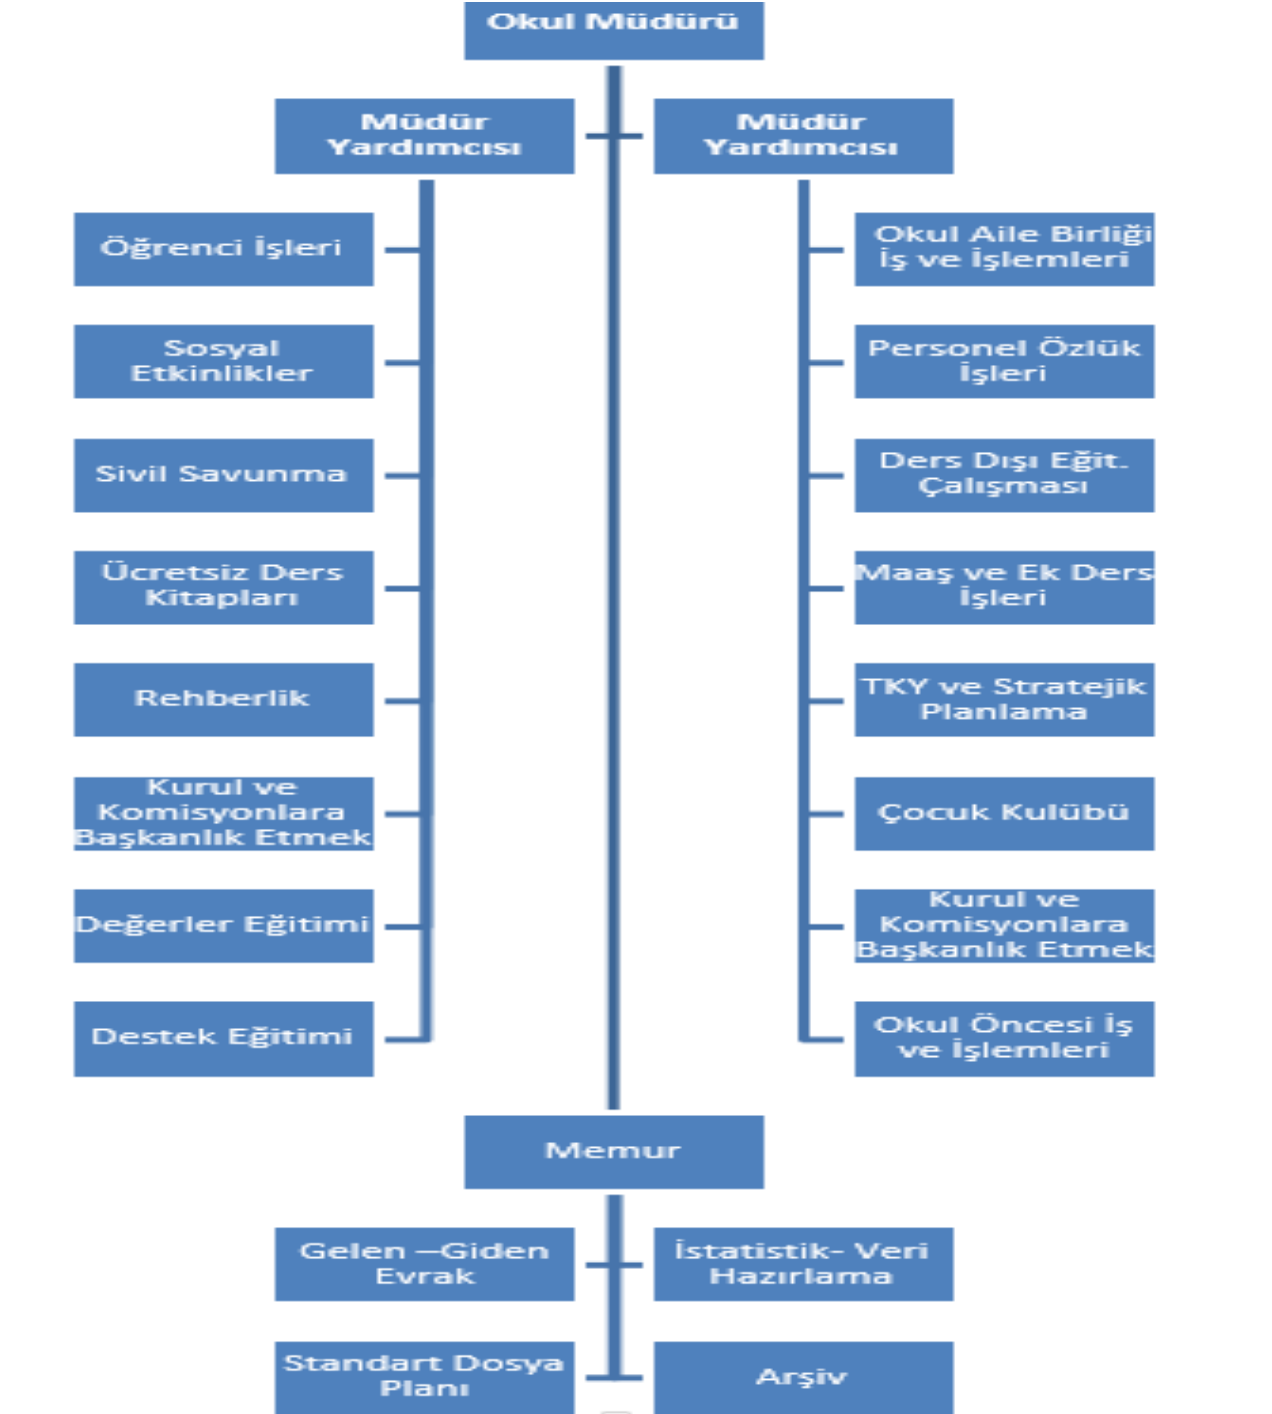 Okul Müdürü
Müdür
Yardımcısı
Müdür
Yardımcısı
Öğrenci İşleri
Okul Aile Birliği
İş ve İşlemleri
Sosyal
Etkinlikler
Personel Özlük
İşleri
Sivil Savunma
Ders Dışı Eğit.
Çalışması
Ücretsiz Ders
Kitapları
Maaş ve Ek Ders
İşleri
Rehberlik
TKY ve Stratejik
Planlama
Kurul ve
Komisyonlara
Başkanlık Etmek
Çocuk Kulübü
Değerler Eğitimi
Kurul ve
Komisyonlara
Başkanlık Etmek
Destek Eğitimi
Okul Öncesi İş
ve İşlemleri
Memur
Gelen –Giden
Evrak
İstatistik- Veri
Hazırlama
Standart Dosya
Planı
Arşiv